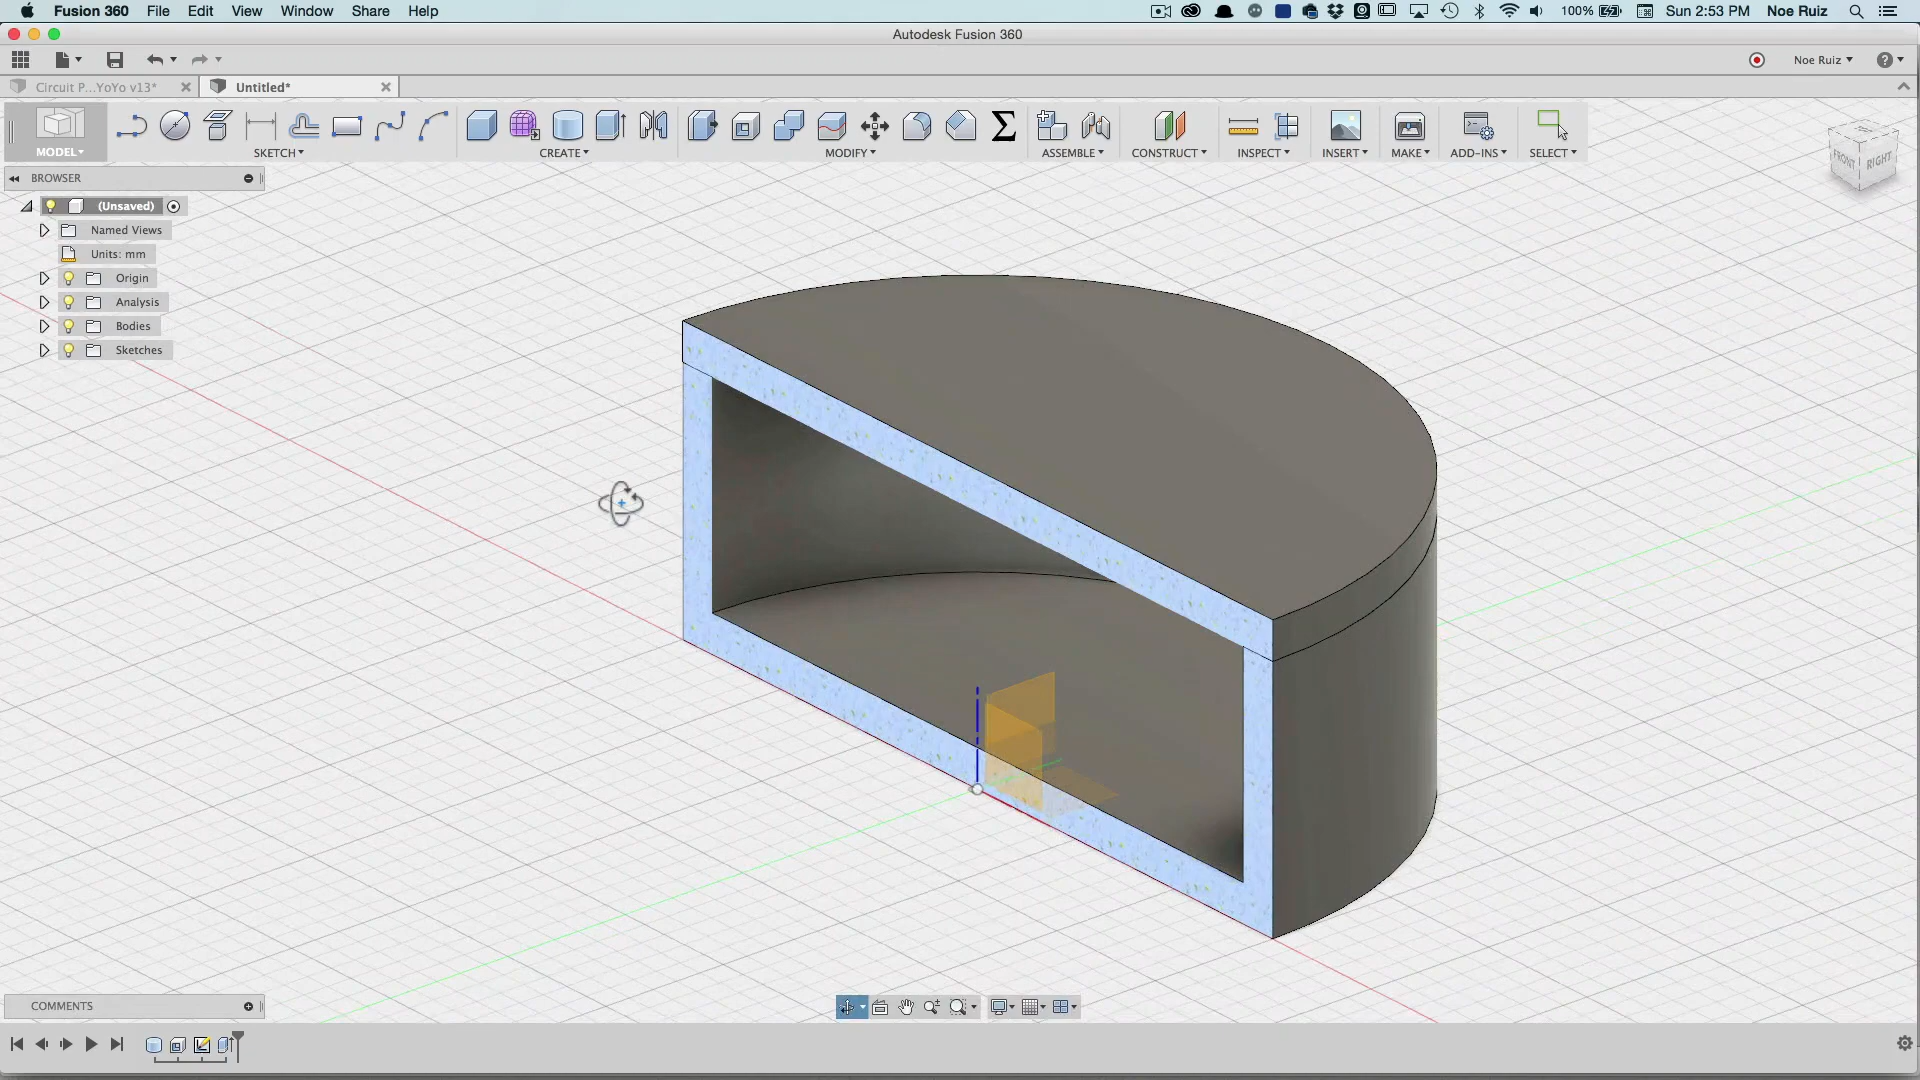 Fusion 360 File Edit View Window Share Help 100% Sun 2:53 PM Noe Ruiz
Autodesk Fusion 360
Noe Ruiz
Circuit P...YoYo v13* Untitled*
MODEL SKETCH CREATE MODIFY ASSEMBLE CONSTRUCT INSPECT INSERT MAKE ADD-INS SELECT
FRONT RIGHT
BROWSER
(Unsaved)
Named Views
Units: mm
Origin
Analysis
Bodies
Sketches
COMMENTS